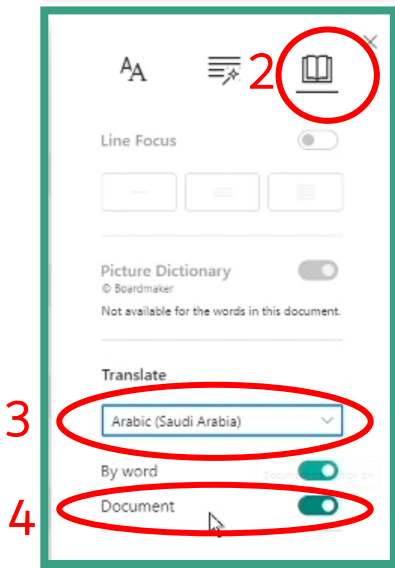 AA
2
Line Focus
Picture Dictionary
© Boardmaker
Not available for the words in this document.
Translate
3
Arabic (Saudi Arabia)
By word
4
Document